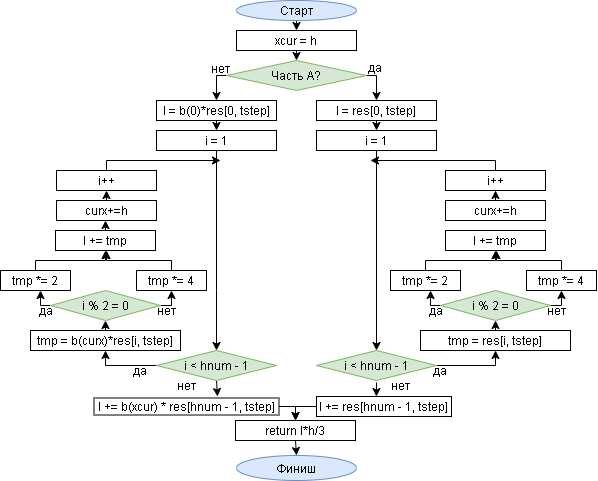 Старт
xcur = h
Часть А?
нет
да
I = b(0)*res[0, tstep]
I = res[0, tstep]
i = 1
i = 1
i++
i++
curx+=h
curx+=h
I += tmp
I += tmp
tmp *= 2
tmp *= 4
tmp *= 2
tmp *= 4
i % 2 = 0
i % 2 = 0
да
нет
да
нет
tmp = b(curx)*res[i, tstep]
tmp = res[i, tstep]
i < hnum - 1
i < hnum - 1
да
да
нет
нет
I += b(xcur) * res[hnum - 1, tstep]
I += res[hnum - 1, tstep]
return I*h/3
Финиш